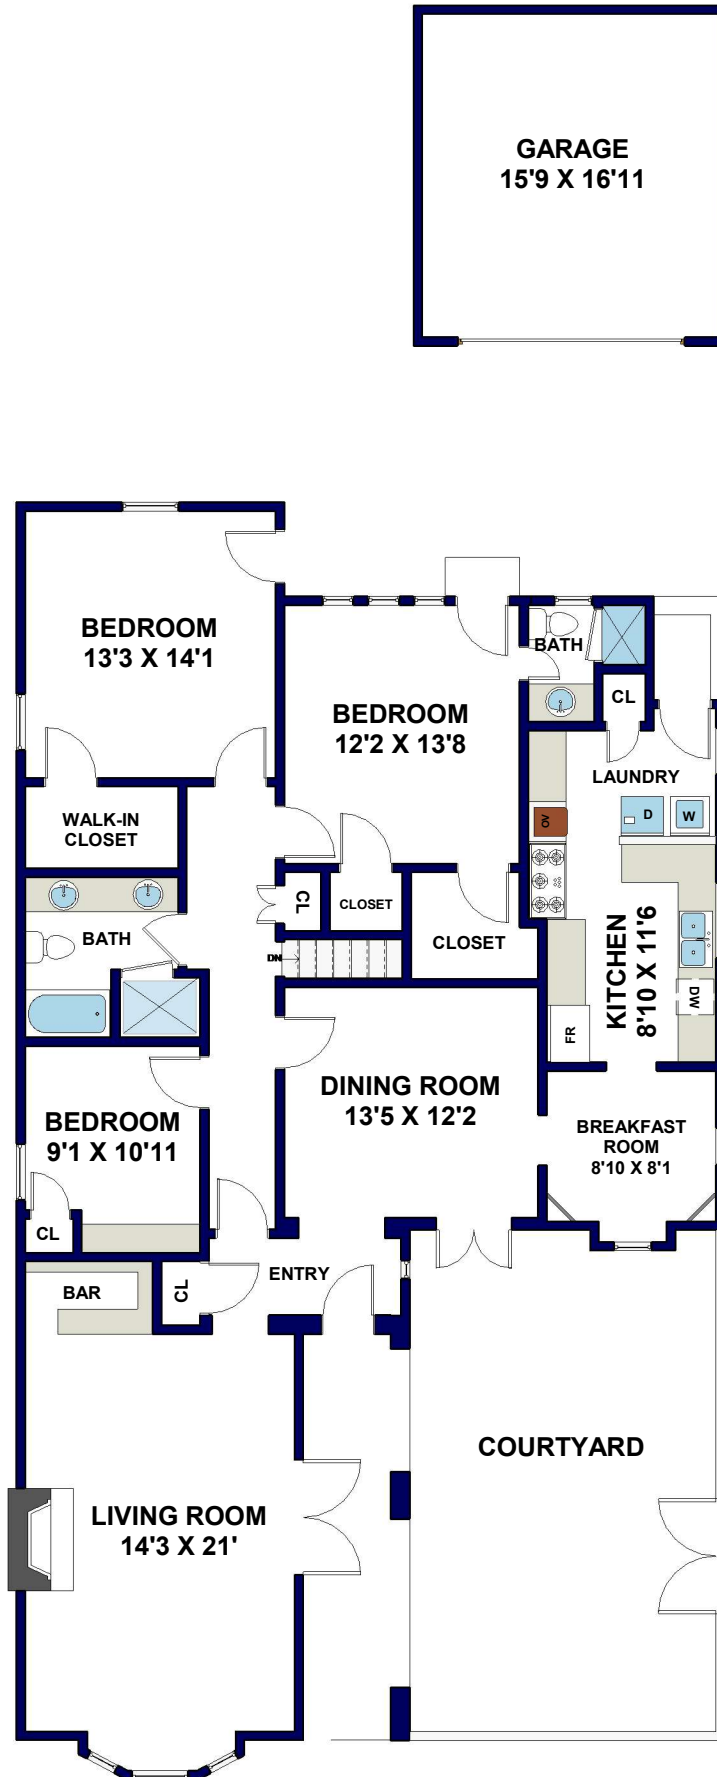 GARAGE
15'9 X 16'11
BEDROOM
13'3 X 14'1
BEDROOM
12'2 X 13'8
BATH
CL
LAUNDRY
D
W
OV
WALK-IN
CLOSET
CL
CLOSET
CLOSET
BATH
DN
KITCHEN
8'10 X 11'6
DW
FR
DINING ROOM
13'5 X 12'2
BREAKFAST
ROOM
8'10 X 8'1
BEDROOM
9'1 X 10'11
CL
BAR
CL
ENTRY
COURTYARD
LIVING ROOM
14'3 X 21'